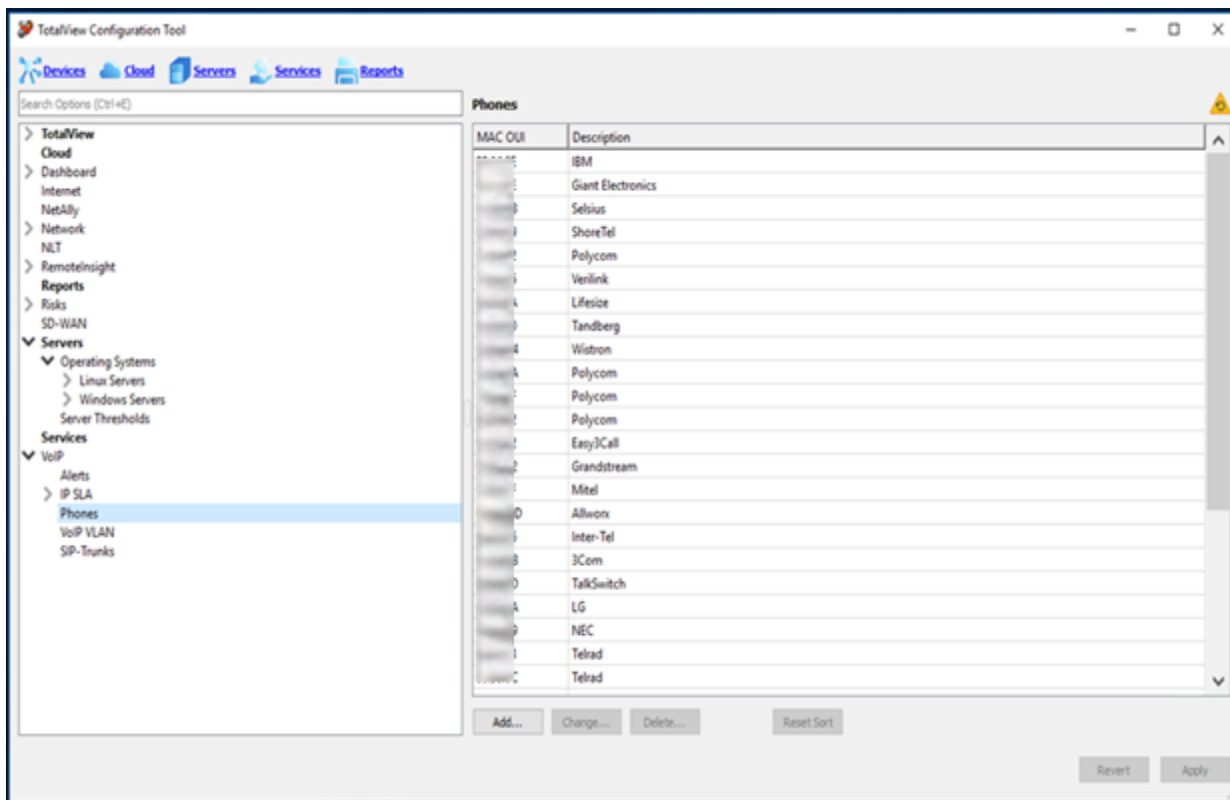 TotalView Configuration Tool
Devices Cloud Servers Services Reports
Search Options (Ctrl+E)
TotalView
Cloud
Dashboard
Internet
NetAlly
Network
NLT
RemoteInsight
Reports
Risks
SD-WAN
Servers
Operating Systems
Linux Servers
Windows Servers
Server Thresholds
Services
VoIP
Alerts
IP SLA
Phones
VoIP VLAN
SIP-Trunks
Phones
MAC OUI Description
IBM
Giant Electronics
Selsius
ShoreTel
Polycom
Verilink
Lifesize
Tandberg
Wistron
Polycom
Polycom
Polycom
Easy3Call
Grandstream
Mitel
Allworx
Inter-Tel
3Com
TalkSwitch
LG
NEC
Telrad
Telrad
Add... Change... Delete... Reset Sort
Revert Apply